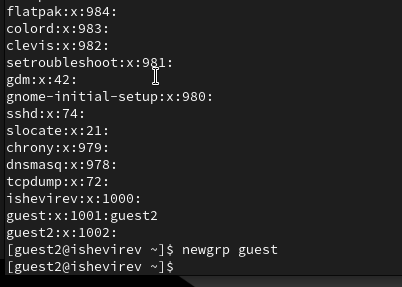 flatpak:x:984:
colord:x:983:
clevis:x:982:
setroubleshoot:x:981:
gdm:x:42:
gnome-initial-setup:x:980:
sshd:x:74:
slocate:x:21:
chrony:x:979:
dnsmasq:x:978:
tcpdump:x:72:
ishevirev:x:1000:
guest:x:1001:guest2
guest2:x:1002:
[guest2@ishevirev ~]$ newgrp guest
[guest2@ishevirev ~]$